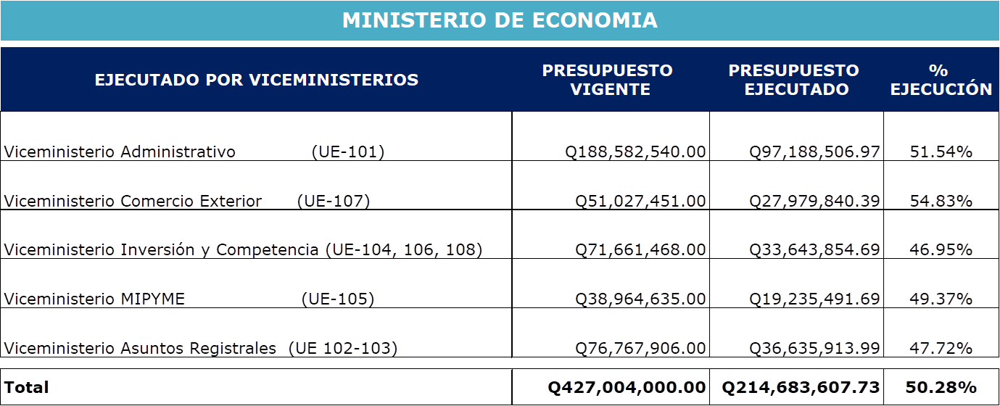 MINISTERIO DE ECONOMIA
EJECUTADO POR VICEMINISTERIOS PRESUPUESTO VIGENTE PRESUPUESTO EJECUTADO % EJECUCIÓN
Viceministerio Administrativo (UE-101) Q188,582,540.00 Q97,188,506.97 51.54%
Viceministerio Comercio Exterior (UE-107) Q51,027,451.00 Q27,979,840.39 54.83%
Viceministerio Inversión y Competencia (UE-104, 106, 108) Q71,661,468.00 Q33,643,854.69 46.95%
Viceministerio MIPYME (UE-105) Q38,964,635.00 Q19,235,491.69 49.37%
Viceministerio Asuntos Registrales (UE 102-103) Q76,767,906.00 Q36,635,913.99 47.72%
Total Q427,004,000.00 Q214,683,607.73 50.28%